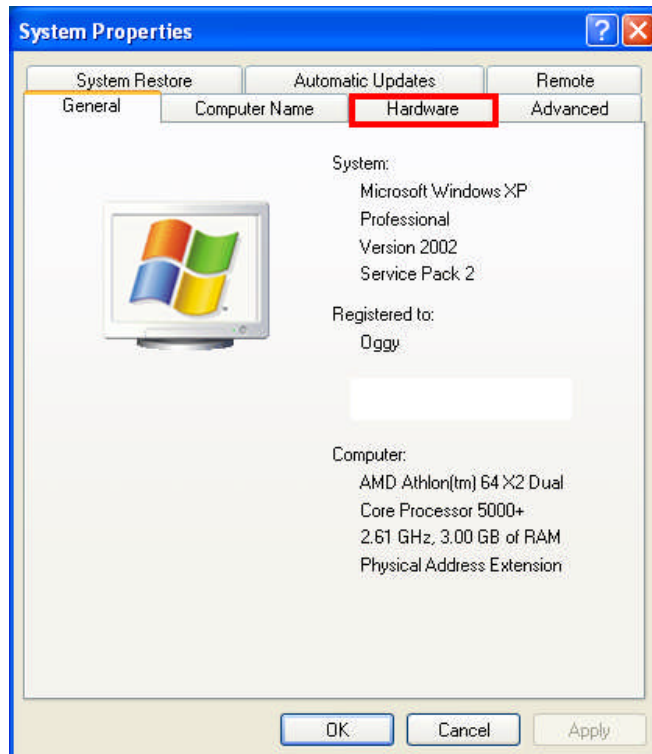 System Properties
System Restore
Automatic Updates
Remote
General
Computer Name
Hardware
Advanced
System:
Microsoft Windows XP
Professional
Version 2002
Service Pack 2
Registered to:
Oggy
Computer:
AMD Athlon(tm) 64 X2 Dual
Core Processor 5000+
2.61 GHz, 3.00 GB of RAM
Physical Address Extension
OK
Cancel
Apply